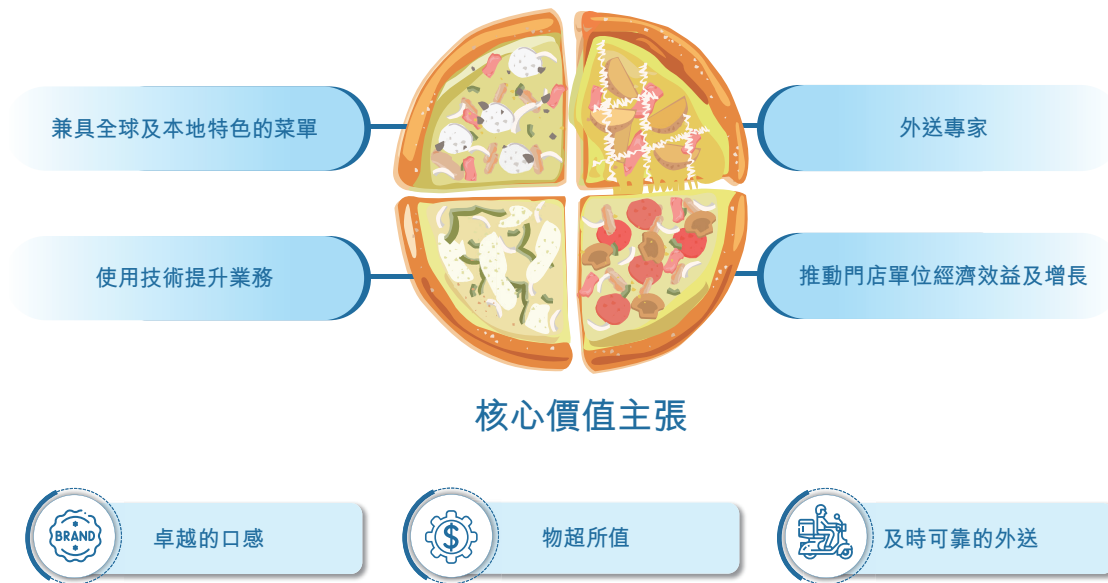 兼具全球及本地特色的菜單
外送專家
使用技術提升業務
推動門店單位經濟效益及增長
核心價值主張
BRAND
卓越的口感
$
物超所值
及時可靠的外送